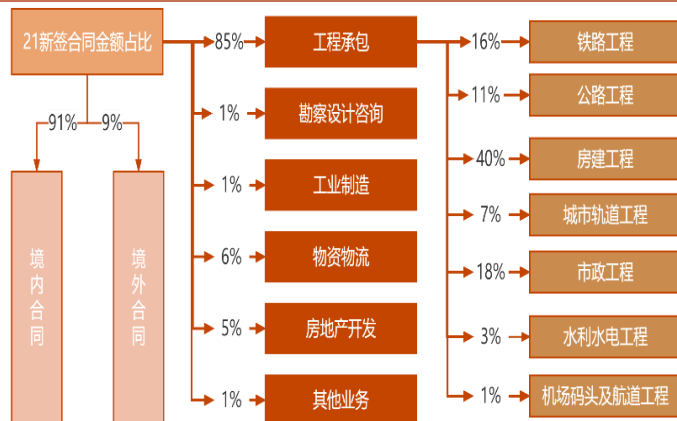 21新签合同金额占比
85%
工程承包
16%
铁路工程
11%
公路工程
91%
9%
1%
勘察设计咨询
40%
房建工程
1%
工业制造
7%
城市轨道工程
境内合同
境外合同
6%
物资物流
18%
市政工程
5%
房地产开发
3%
水利水电工程
1%
其他业务
1%
机场码头及航道工程